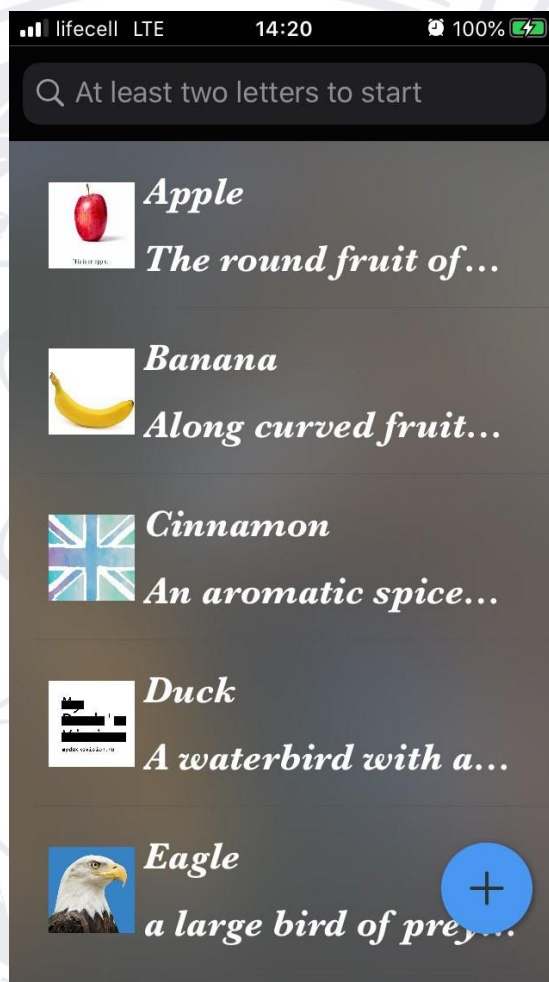 lifecell LTE 14:20 100%
At least two letters to start
Apple
The round fruit of...
Banana
Along curved fruit...
Cinnamon
An aromatic spice...
Duck
A waterbird with a...
Eagle
a large bird of prey...